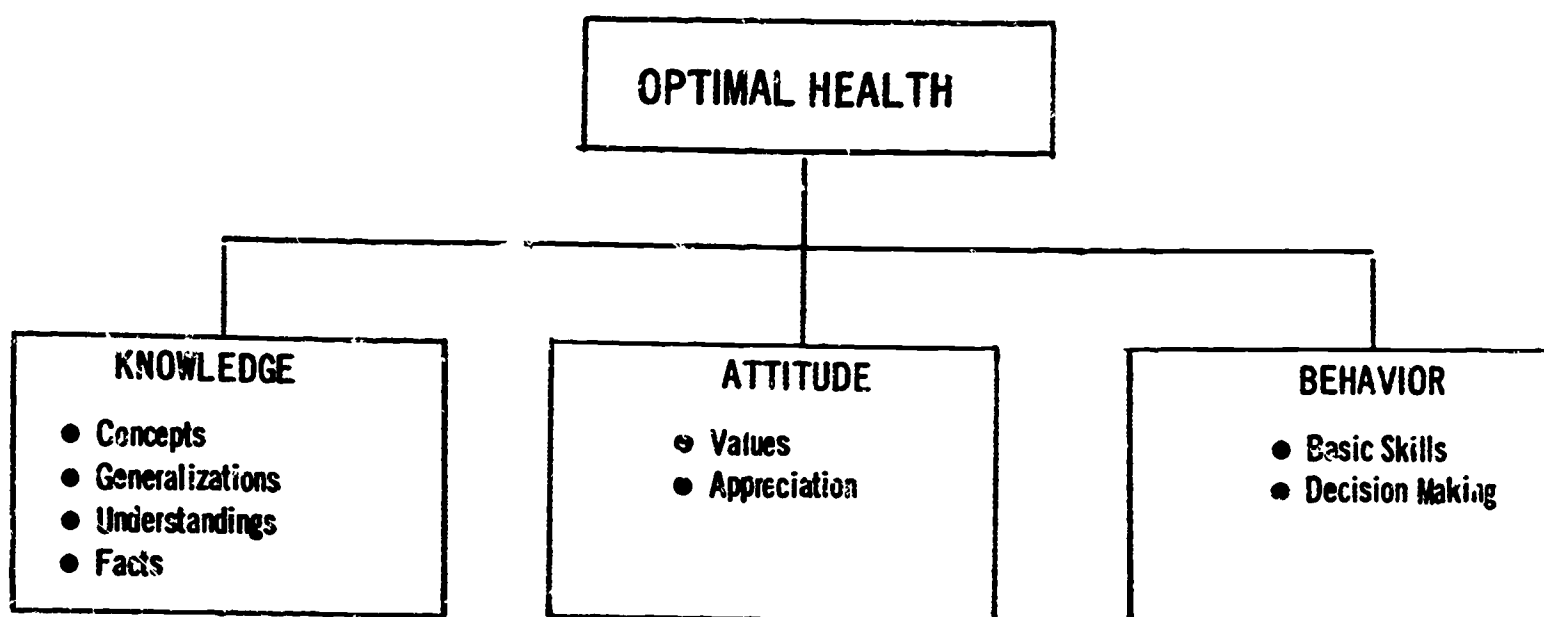 OPTIMAL HEALTH
KNOWLEDGE
● Concepts
● Generalizations
● Understandings
● Facts
ATTITUDE
● Values
● Appreciation
BEHAVIOR
● Basic Skills
● Decision Making